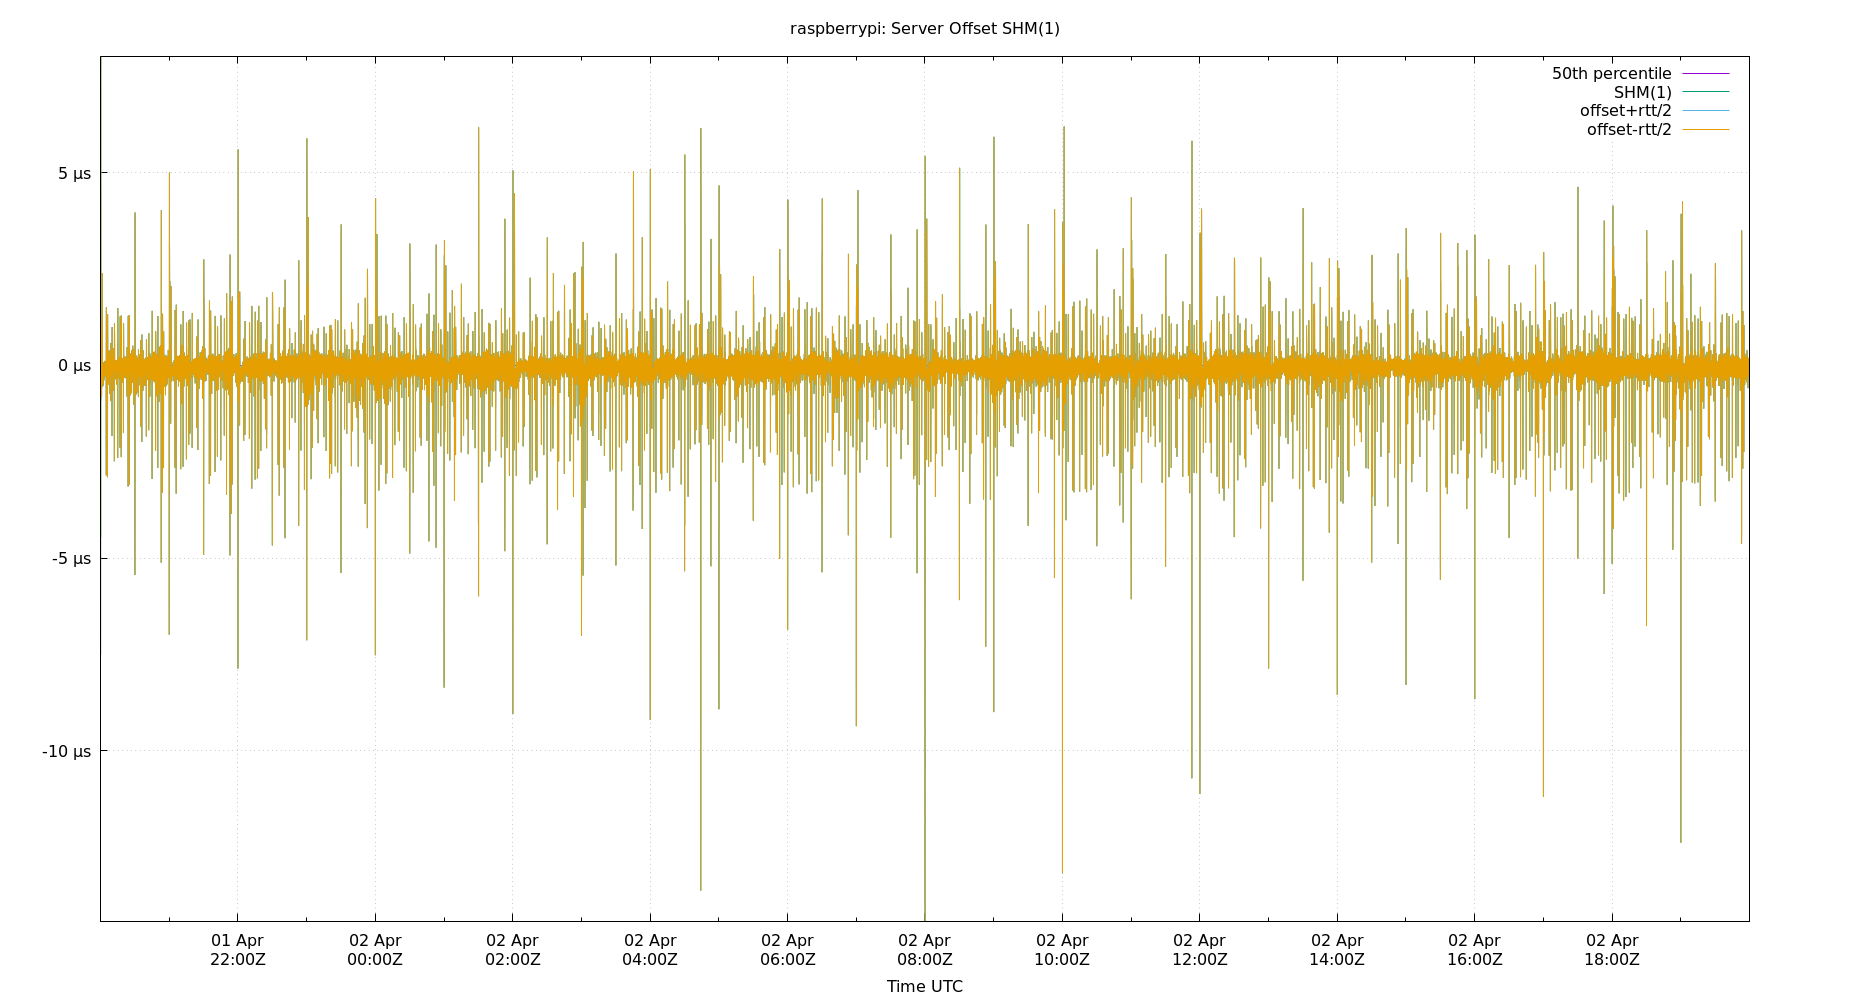 raspberrypi: Server Offset SHM(1)
50th percentile
SHM(1)
offset+rtt/2
offset-rtt/2
5 µs
0 µs
-5 µs
-10 µs
01 Apr 02 Apr 02 Apr 02 Apr 02 Apr 02 Apr 02 Apr 02 Apr 02 Apr 02 Apr 02 Apr
22:00Z 00:00Z 02:00Z 04:00Z 06:00Z 08:00Z 10:00Z 12:00Z 14:00Z 16:00Z 18:00Z
Time UTC